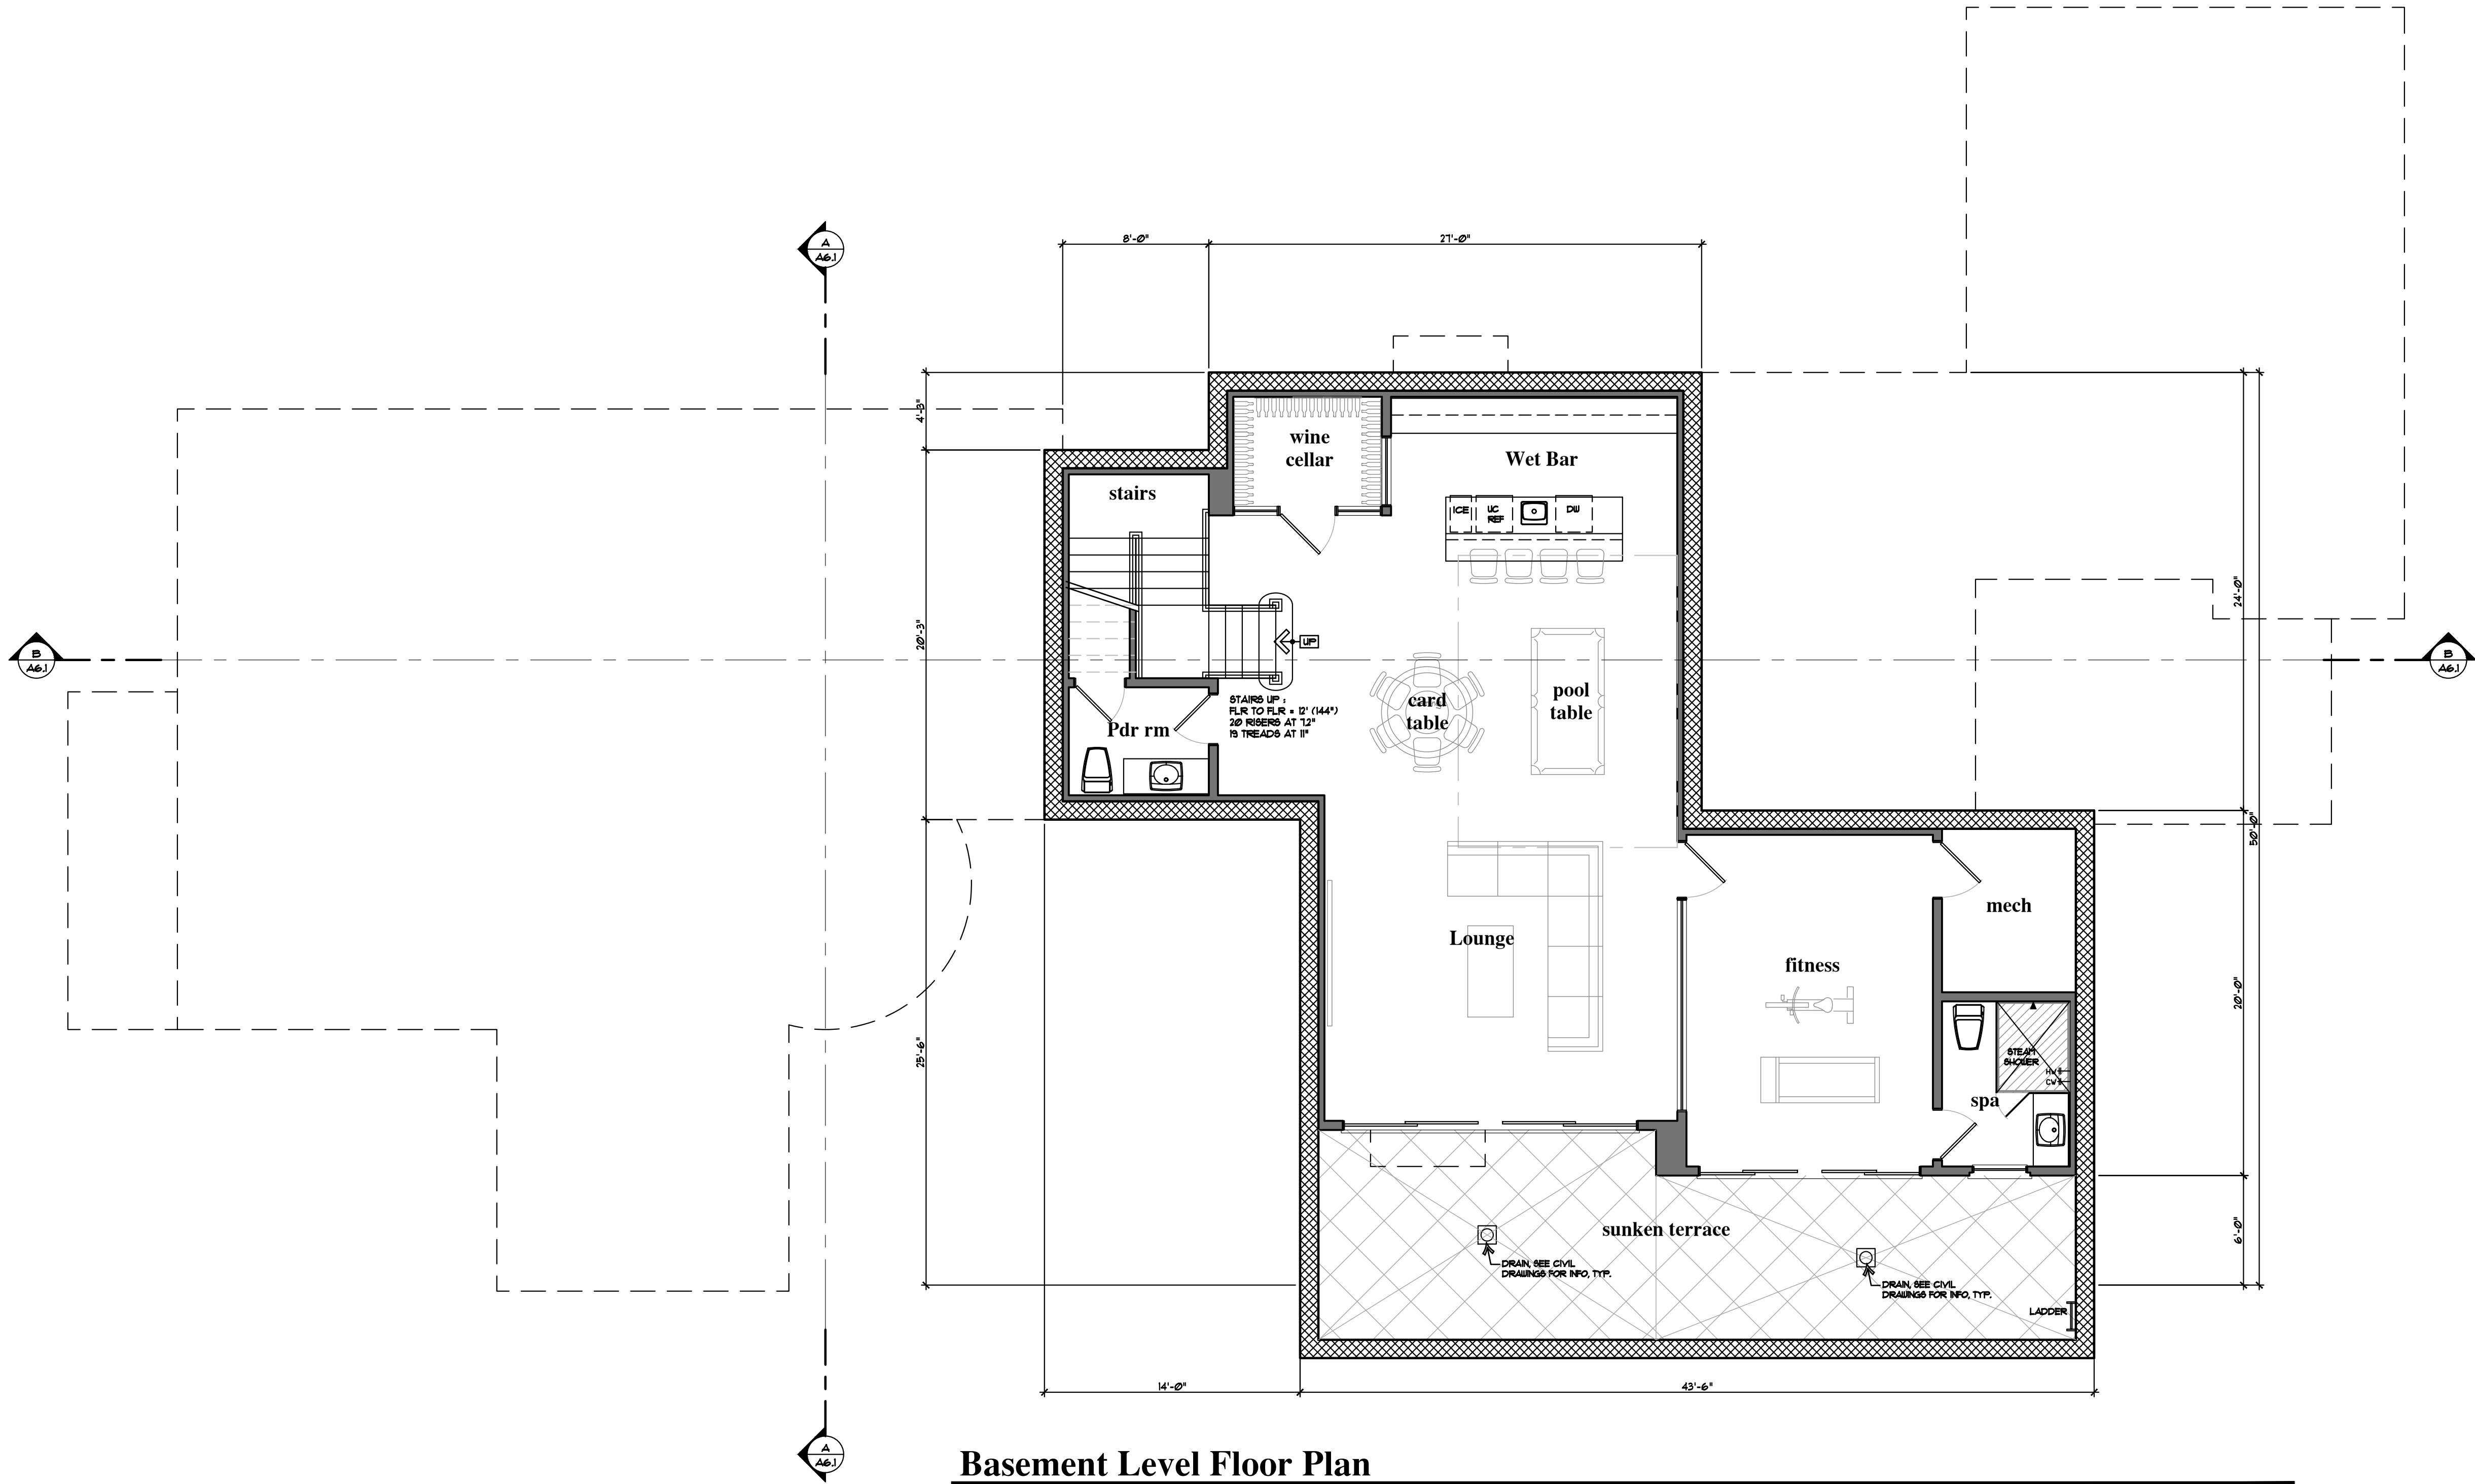 A
A6.1
8'-0"
27'-0"
4'-3"
wine
cellar
Wet Bar
stairs
ICE
UC
REF
DW
24'-0"
20'-3"
UP
B
A6.1
B
A6.1
STAIRS UP :
FLR TO FLR = 12' (144")
20 RISERS AT 7.2"
19 TREADS AT 11"
card
table
pool
table
Pdr rm
50'-0"
mech
Lounge
fitness
20'-0"
25'-6"
STEAM
SHOWER
HW
CW
spa
sunken terrace
6'-0"
DRAIN, SEE CIVIL
DRAWINGS FOR INFO, TYP.
DRAIN, SEE CIVIL
DRAWINGS FOR INFO, TYP.
LADDER
14'-0"
43'-6"
A
A6.1
Basement Level Floor Plan